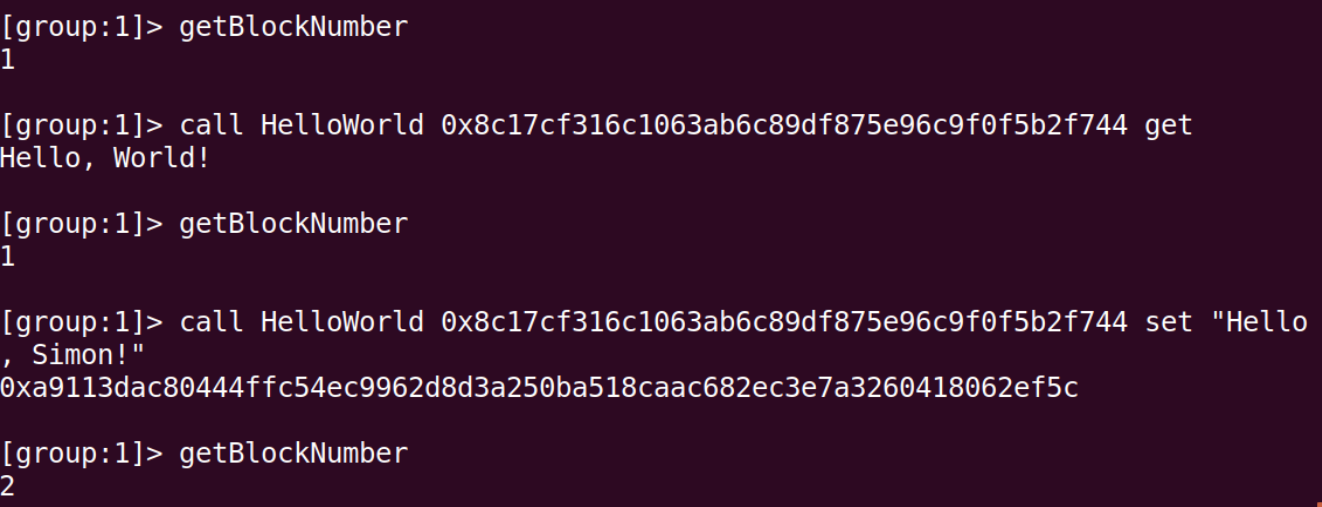 [group:1]> getBlockNumber
1
[group:1]> call HelloWorld 0x8c17cf316c1063ab6c89df875e96c9f0f5b2f744 get
Hello, World!
[group:1]> getBlockNumber
1
[group:1]> call HelloWorld 0x8c17cf316c1063ab6c89df875e96c9f0f5b2f744 set "Hello
, Simon!"
0xa9113dac80444ffc54ec9962d8d3a250ba518caac682ec3e7a3260418062ef5c
[group:1]> getBlockNumber
2